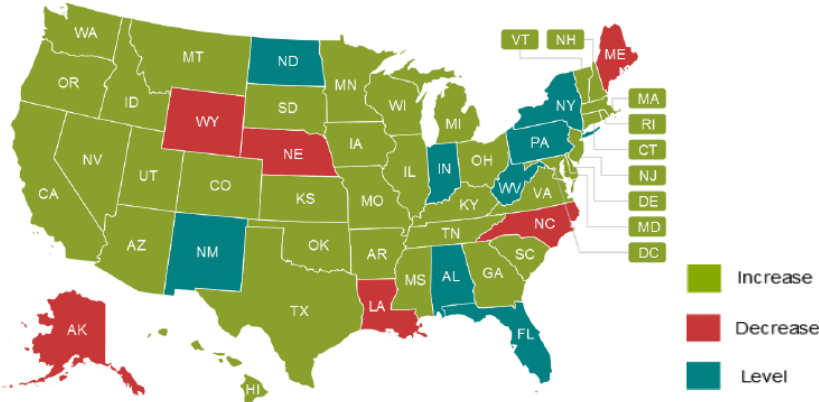 WA
MT
ND
MN
VT
NH
ME
OR
ID
SD
WI
MI
NY
MA
WY
RI
NV
NE
IA
PA
CT
UT
CO
IL
IN
OH
NJ
CA
KS
MO
WV
VA
DE
KY
MD
AZ
NM
OK
AR
TN
NC
DC
SC
TX
MS
AL
GA
LA
FL
AK
HI
Increase
Decrease
Level